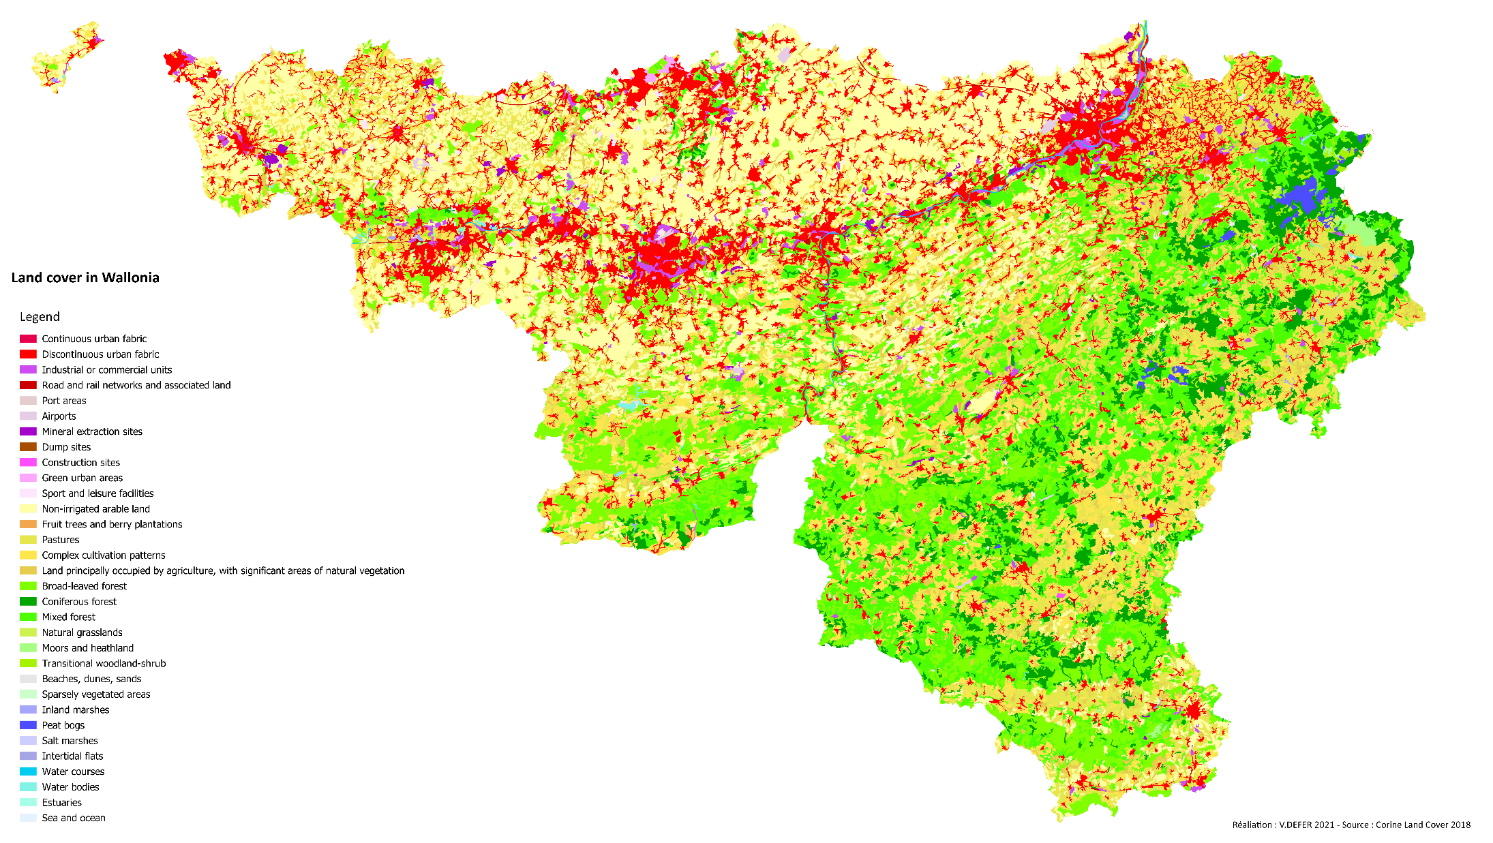 Land cover in Wallonia
Legend
Continuous urban fabric
Discontinuous urban fabric
Industrial or commercial units
Road and rail networks and associated land
Port areas
Airports
Mineral extraction sites
Dump sites
Construction sites
Green urban areas
Sport and leisure facilities
Non-irrigated arable land
Fruit trees and berry plantations
Pastures
Complex cultivation patterns
Land principally occupied by agriculture, with significant areas of natural vegetation
Broad-leaved forest
Coniferous forest
Mixed forest
Natural grasslands
Moors and heathland
Transitional woodland-shrub
Beaches, dunes, sands
Sparsely vegetated areas
Inland marshes
Peat bogs
Salt marshes
Intertidal flats
Water courses
Water bodies
Estuaries
Sea and ocean
Réaliation : V.DEFER 2021 - Source : Corine Land Cover 2018